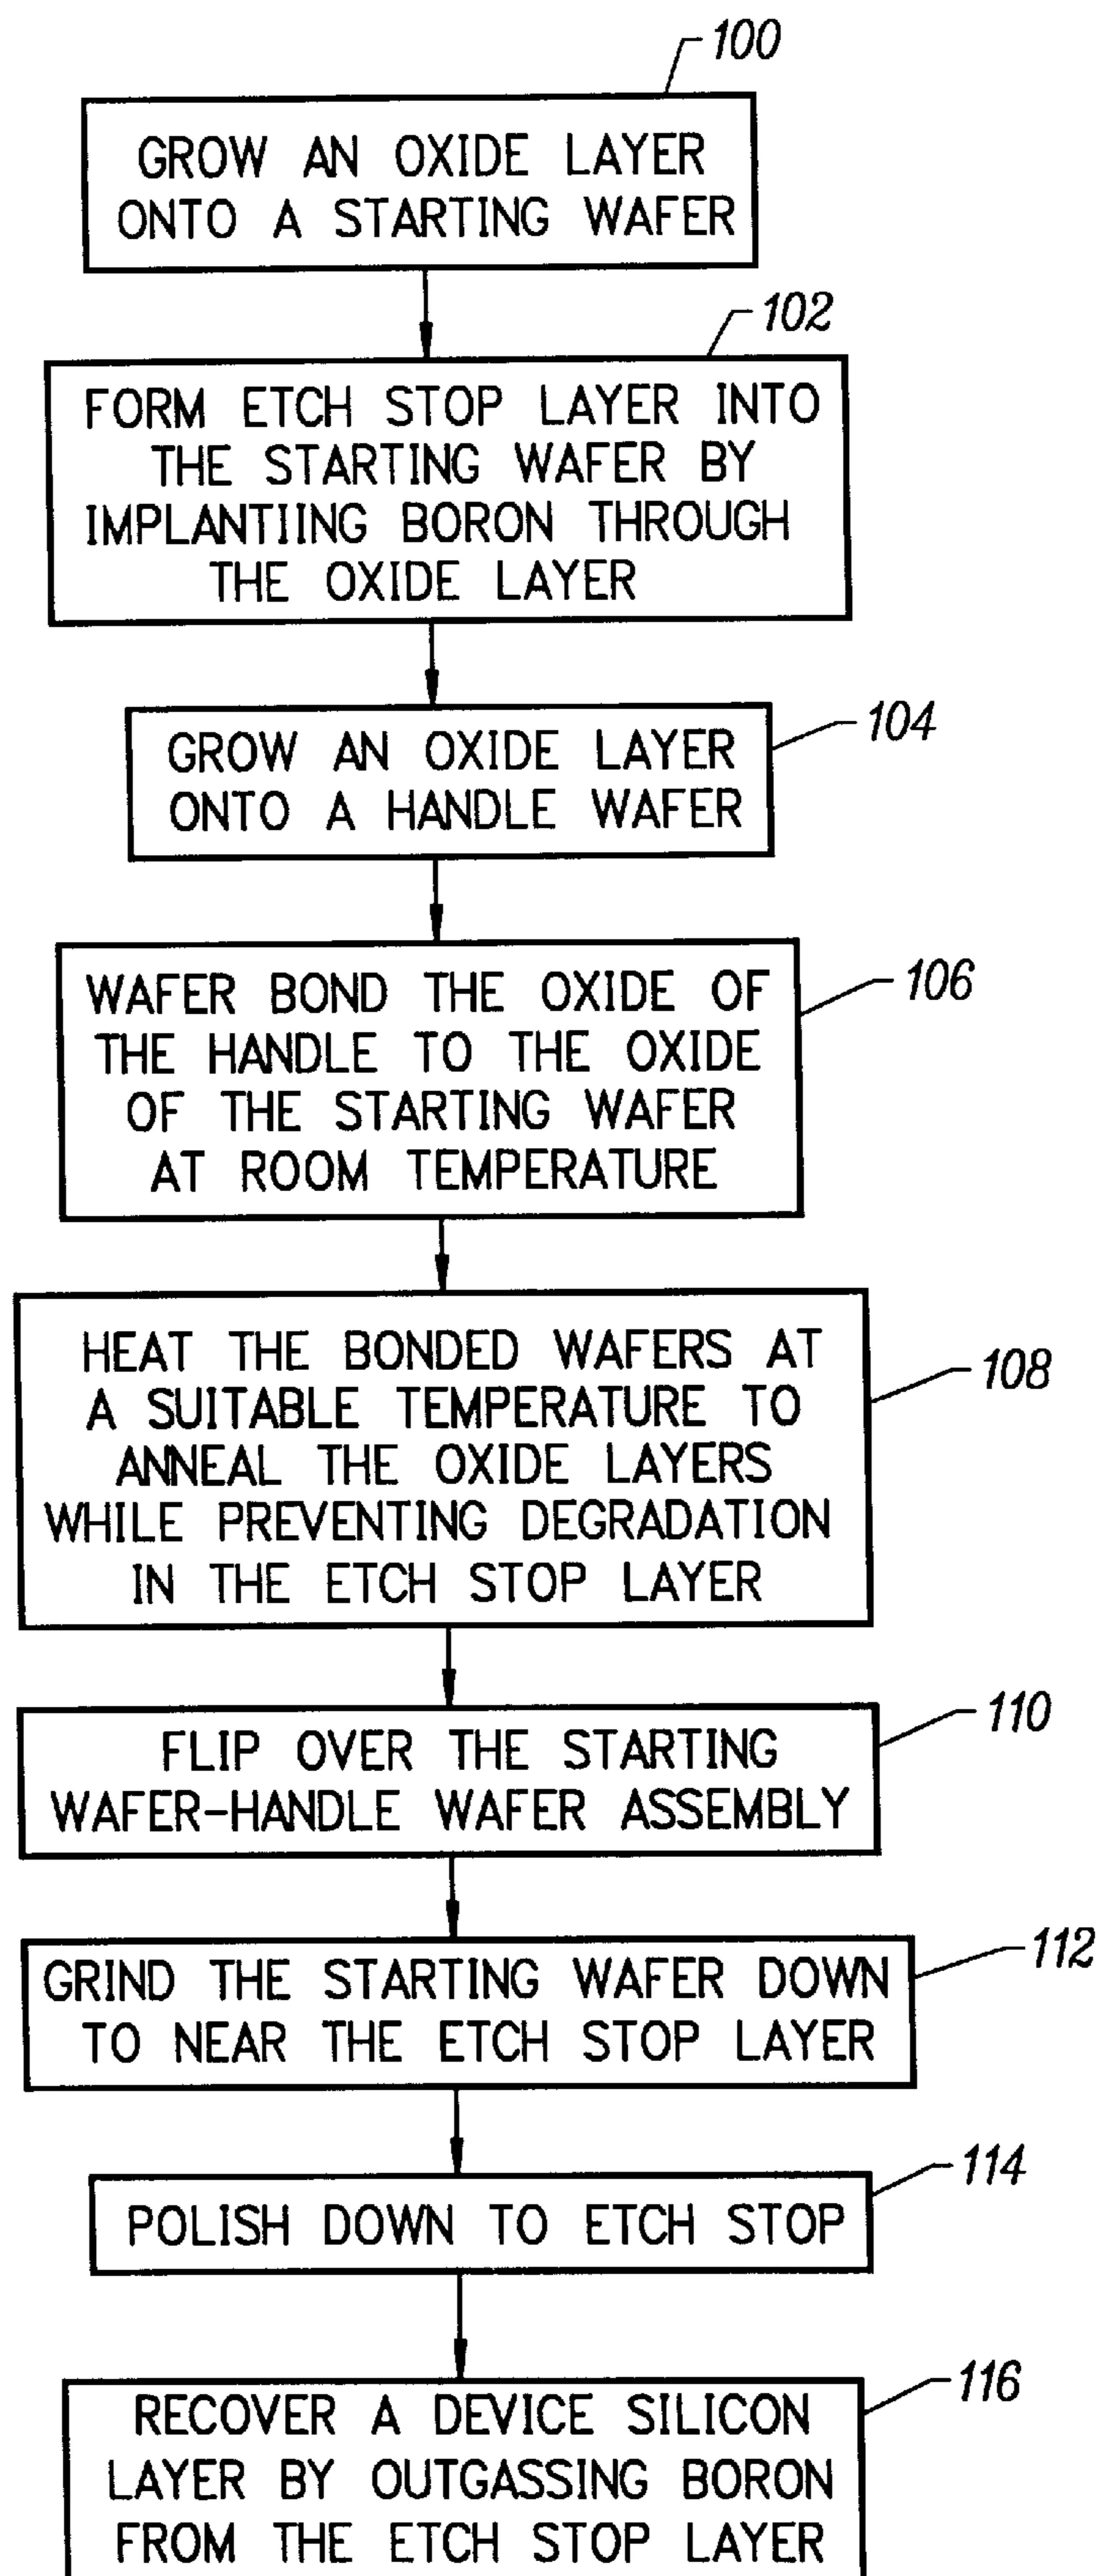 100
GROW AN OXIDE LAYER
ONTO A STARTING WAFER
102
FORM ETCH STOP LAYER INTO
THE STARTING WAFER BY
IMPLANTIING BORON THROUGH
THE OXIDE LAYER
104
GROW AN OXIDE LAYER
ONTO A HANDLE WAFER
106
WAFER BOND THE OXIDE OF
THE HANDLE TO THE OXIDE
OF THE STARTING WAFER
AT ROOM TEMPERATURE
108
HEAT THE BONDED WAFERS AT
A SUITABLE TEMPERATURE TO
ANNEAL THE OXIDE LAYERS
WHILE PREVENTING DEGRADATION
IN THE ETCH STOP LAYER
110
FLIP OVER THE STARTING
WAFER-HANDLE WAFER ASSEMBLY
112
GRIND THE STARTING WAFER DOWN
TO NEAR THE ETCH STOP LAYER
114
POLISH DOWN TO ETCH STOP
116
RECOVER A DEVICE SILICON
LAYER BY OUTGASSING BORON
FROM THE ETCH STOP LAYER